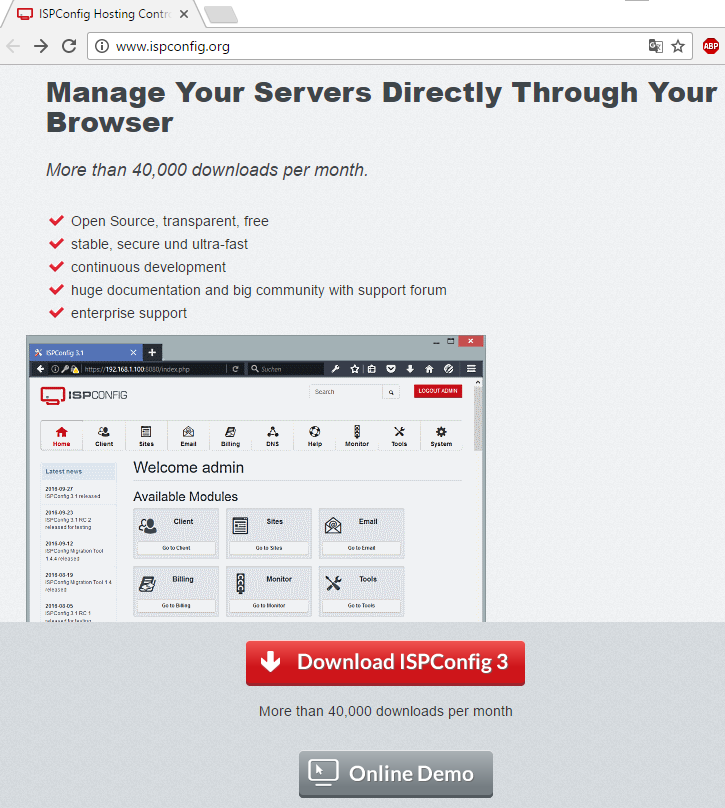 ISPConfig Hosting Contro
www.ispconfig.org
ABP
Manage Your Servers Directly Through Your
Browser
More than 40,000 downloads per month.
Open Source, transparent, free
stable, secure und ultra-fast
continuous development
huge documentation and big community with support forum
enterprise support
ISPConfig 3.1
https://192.168.1.100:8080/index.php
Suchen
ISPCONFIG
Search
LOGOUT ADMIN
Home Client Sites Email Billing DNS Help Monitor Tools System
Latest news
2016-09-27
ISPConfig 3.1 released
2016-09-23
ISPConfig 3.1 RC 2
released for testing
2016-09-12
ISPConfig Migration Tool
1.4.4 released
2016-08-19
ISPConfig Migration Tool 1.4
released
2016-08-05
ISPConfig 3.1 RC 1
released for testing
Welcome admin
Available Modules
Client Sites Email
Go to Client Go to Sites Go to Email
Billing Monitor Tools
Go to Billing Go to Monitor Go to Tools
Download ISPConfig 3
More than 40,000 downloads per month
Online Demo